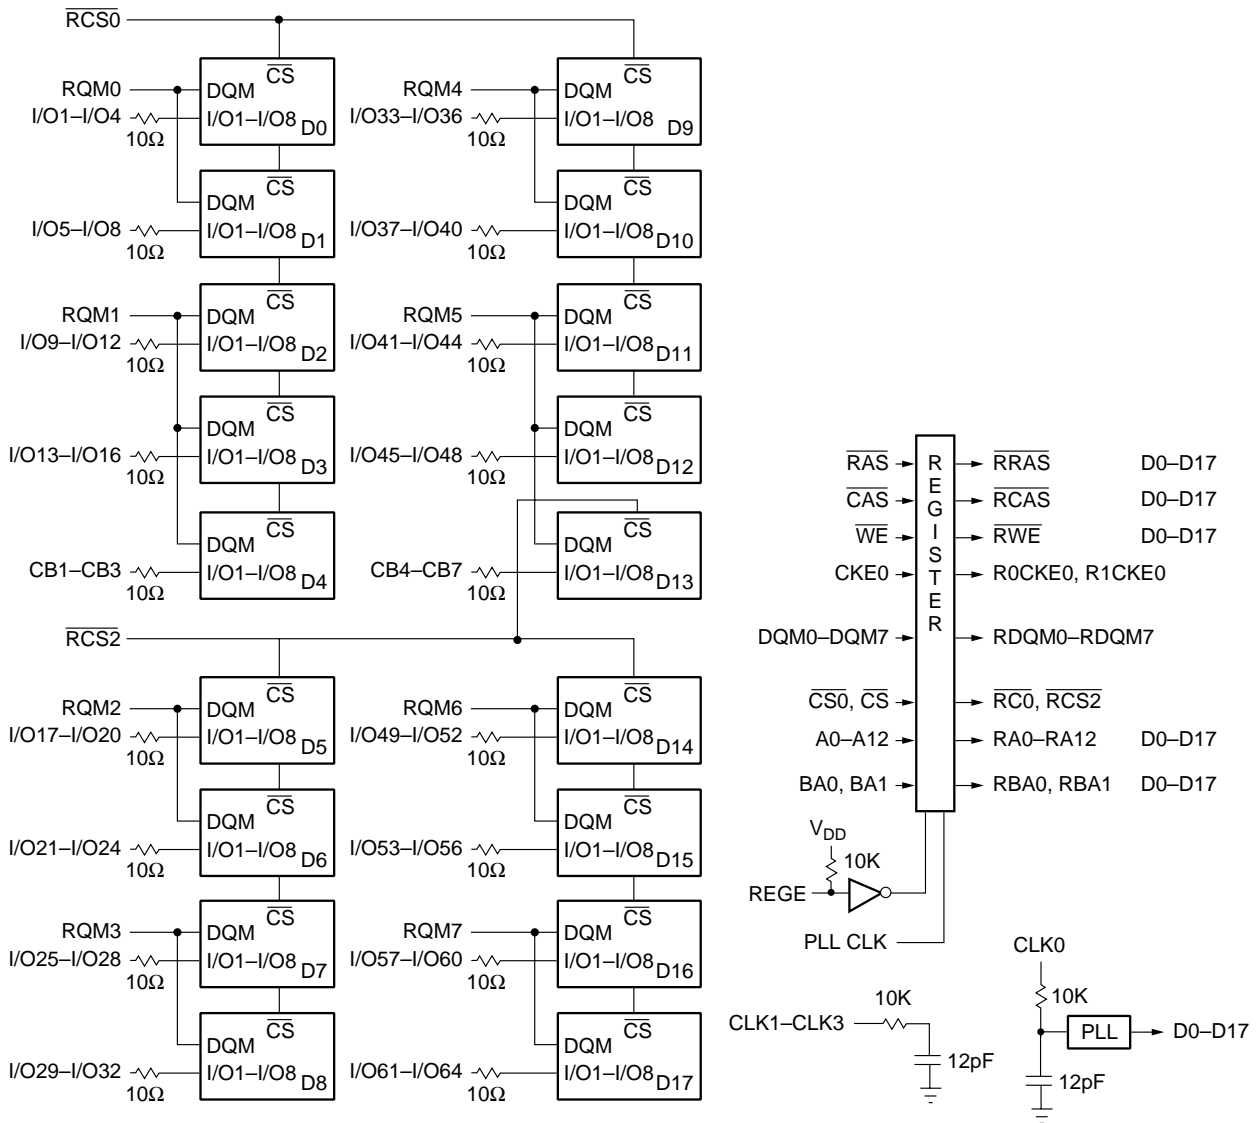 RCS0
CS
RQM0
DQM
I/O1–I/O4
10Ω
I/O1–I/O8
D0
CS
DQM
I/O5–I/O8
10Ω
I/O1–I/O8
D1
CS
RQM1
DQM
I/O9–I/O12
10Ω
I/O1–I/O8
D2
CS
DQM
I/O13–I/O16
10Ω
I/O1–I/O8
D3
CS
DQM
CB1–CB3
10Ω
I/O1–I/O8
D4
CS
RQM4
DQM
I/O33–I/O36
10Ω
I/O1–I/O8
D9
CS
DQM
I/O37–I/O40
10Ω
I/O1–I/O8
D10
CS
RQM5
DQM
I/O41–I/O44
10Ω
I/O1–I/O8
D11
CS
DQM
I/O45–I/O48
10Ω
I/O1–I/O8
D12
CS
DQM
CB4–CB7
10Ω
I/O1–I/O8
D13
RCS2
CS
RQM2
DQM
I/O17–I/O20
10Ω
I/O1–I/O8
D5
CS
DQM
I/O21–I/O24
10Ω
I/O1–I/O8
D6
CS
RQM3
DQM
I/O25–I/O28
10Ω
I/O1–I/O8
D7
CS
DQM
I/O29–I/O32
10Ω
I/O1–I/O8
D8
CS
RQM6
DQM
I/O49–I/O52
10Ω
I/O1–I/O8
D14
CS
DQM
I/O53–I/O56
10Ω
I/O1–I/O8
D15
CS
RQM7
DQM
I/O57–I/O60
10Ω
I/O1–I/O8
D16
CS
DQM
I/O61–I/O64
10Ω
I/O1–I/O8
D17
REGISTER
RAS RRAS D0–D17
CAS RCAS D0–D17
WE RWE D0–D17
CKE0 R0CKE0, R1CKE0
DQM0–DQM7 RDQM0–RDQM7
CS0, CS RC0, RCS2
A0–A12 RA0–RA12 D0–D17
BA0, BA1 RBA0, RBA1 D0–D17
VDD
10K
REGE
PLL CLK
CLK1–CLK3
10K
12pF
CLK0
10K
PLL
D0–D17
12pF